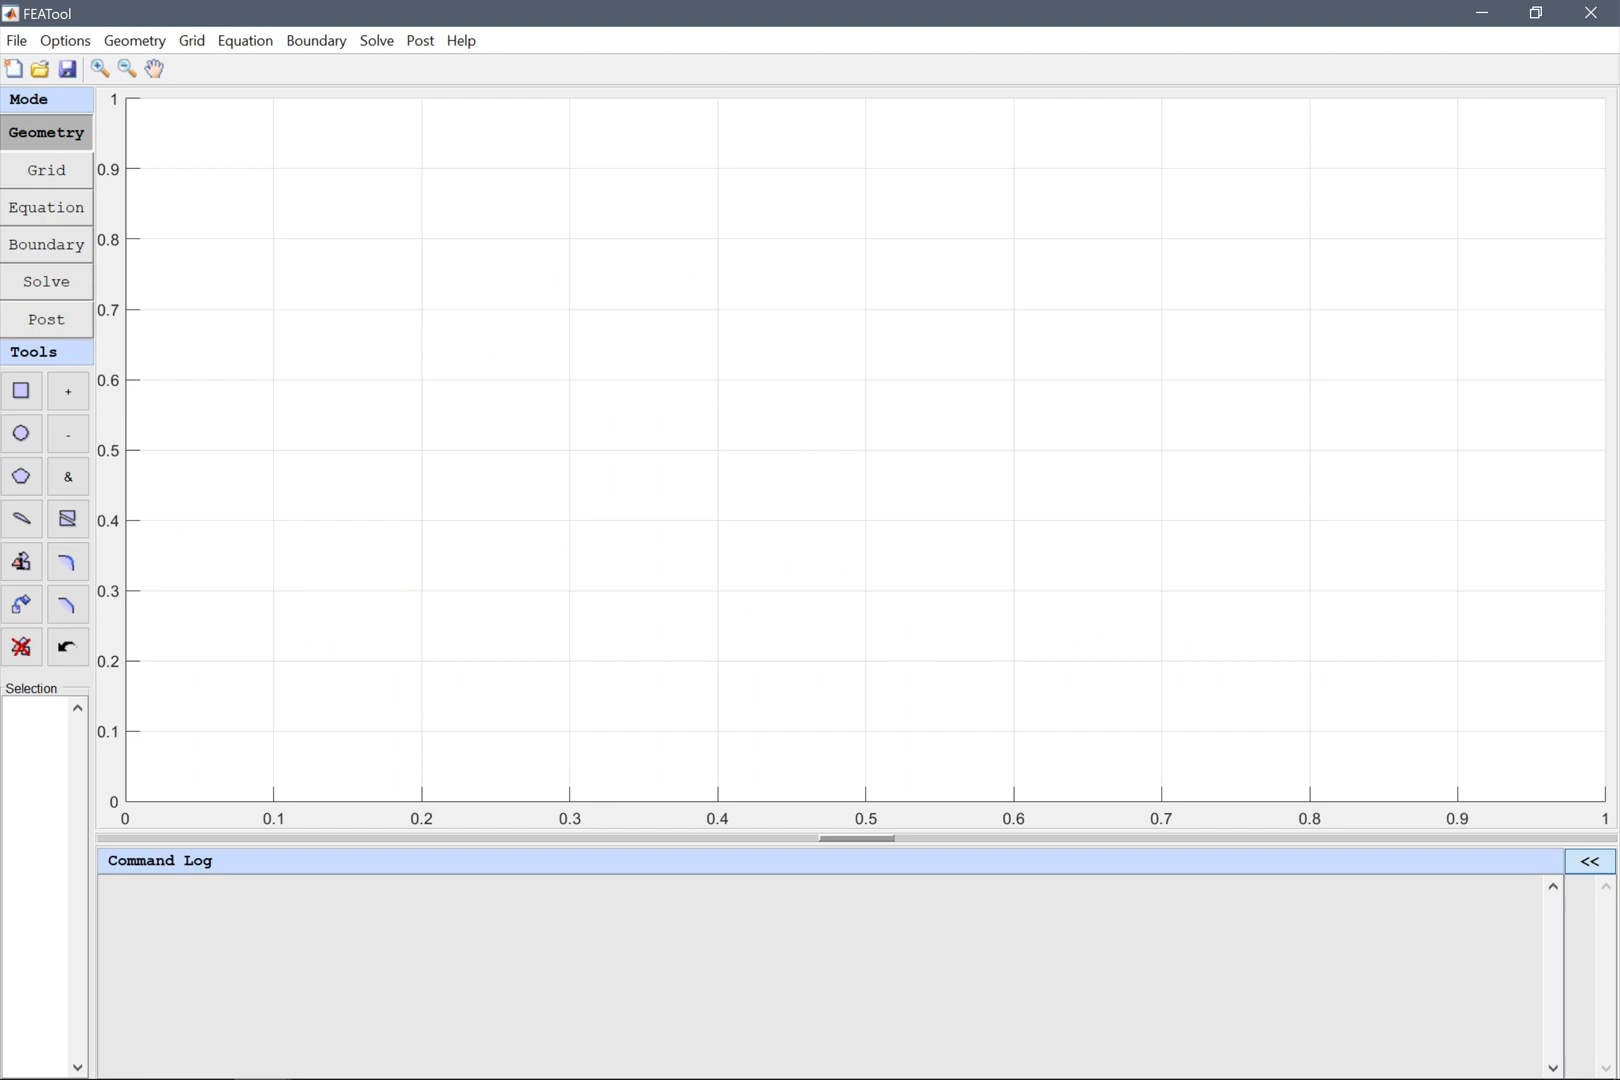 FEATool
File Options Geometry Grid Equation Boundary Solve Post Help
Mode
Geometry
Grid
Equation
Boundary
Solve
Post
Tools
+
-
&
Selection
1
0.9
0.8
0.7
0.6
0.5
0.4
0.3
0.2
0.1
0
0 0.1 0.2 0.3 0.4 0.5 0.6 0.7 0.8 0.9 1
Command Log <<